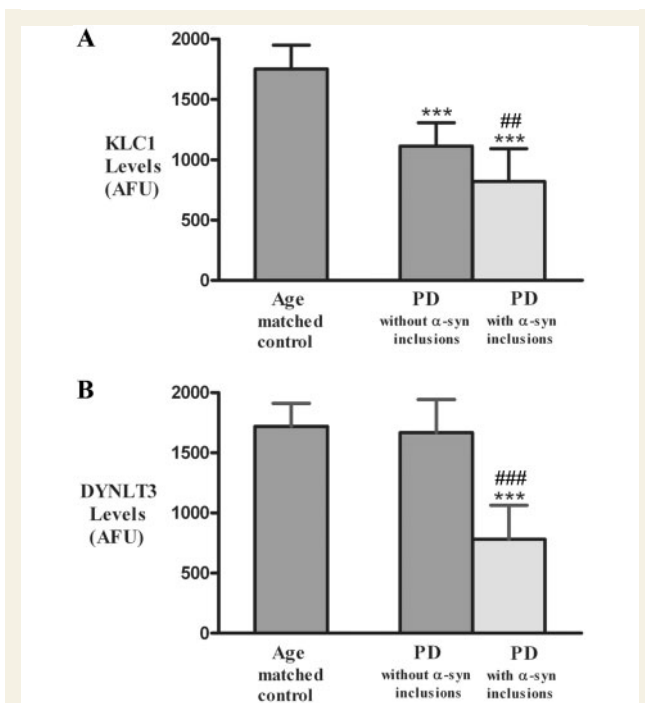 A
2000
1500
1000
500
0
KLC1
Levels
(AFU)
***
##
***
Age
matched
control
PD
without α-syn
inclusions
PD
with α-syn
inclusions
B
2000
1500
1000
500
0
DYNLT3
Levels
(AFU)
###
***
Age
matched
control
PD
without α-syn
inclusions
PD
with α-syn
inclusions